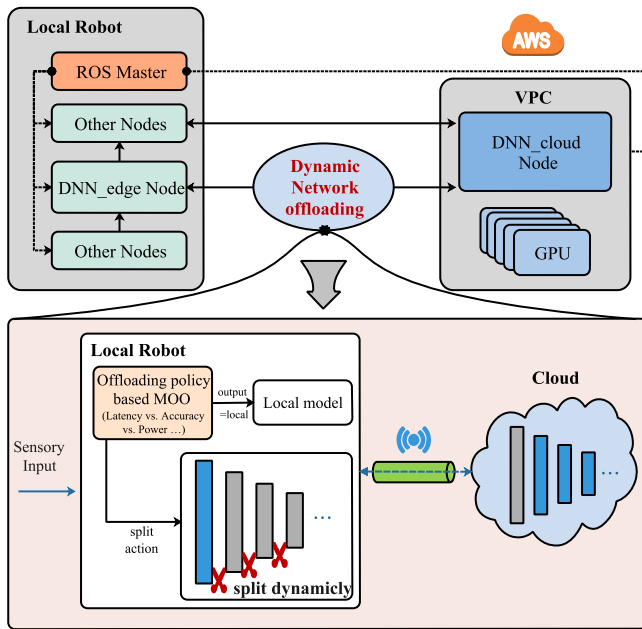 Local Robot
AWS
ROS Master
VPC
Other Nodes
DNN_cloud
Node
Dynamic
Network
offloading
DNN_edge Node
Other Nodes
GPU
Local Robot
Offloading policy
based MOO
(Latency vs. Accuracy
vs. Power ...)
output
=local
Local model
Cloud
Sensory
Input
split
action
...
...
split dynamicly